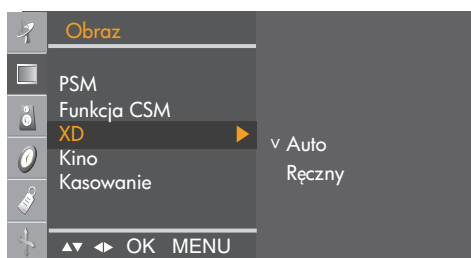 Obraz
PSM
Funkcja CSM
XD
v Auto
Kino
Ręczny
Kasowanie
OK MENU